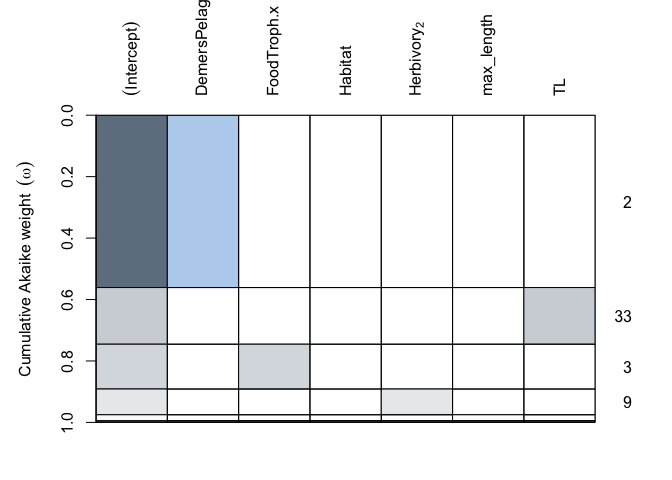 (Intercept)
DemersPelag
FoodTroph.x
Habitat
Herbivory2
max_length
TL
Cumulative Akaike weight (ω)
0.0
0.2
0.4
0.6
0.8
1.0
2
33
3
9